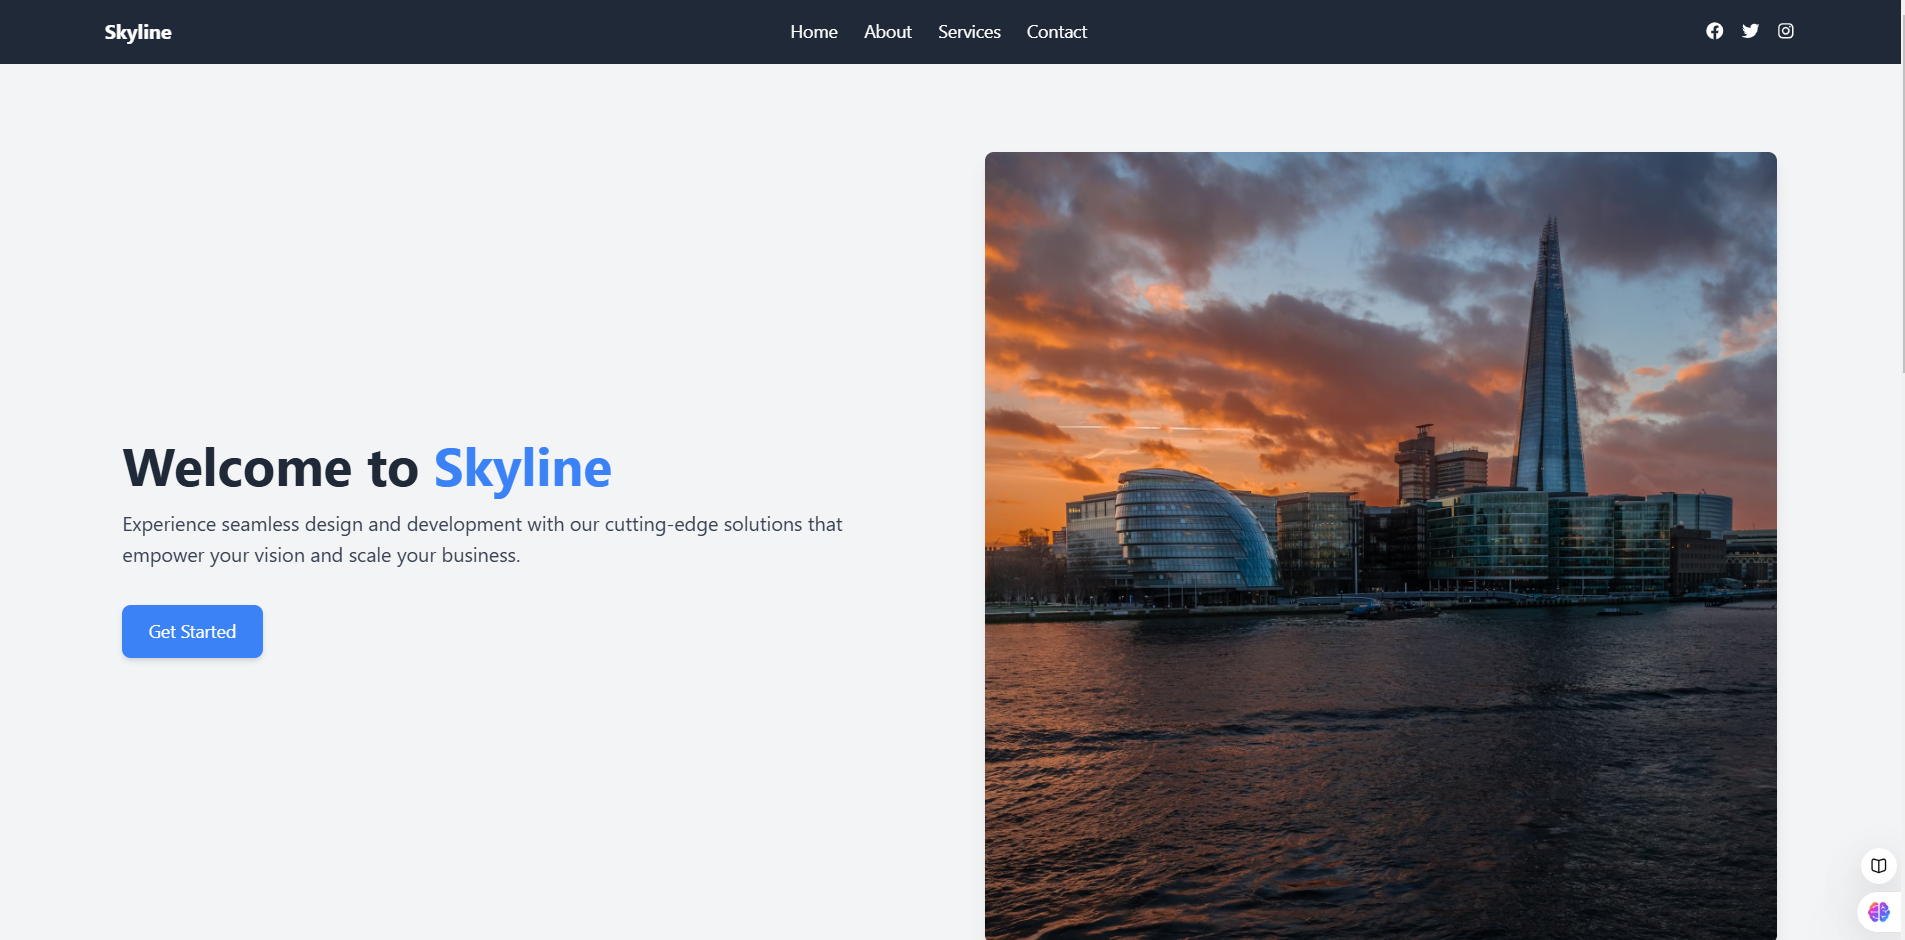 Skyline
Home About Services Contact
Welcome to Skyline
Experience seamless design and development with our cutting-edge solutions that
empower your vision and scale your business.
Get Started